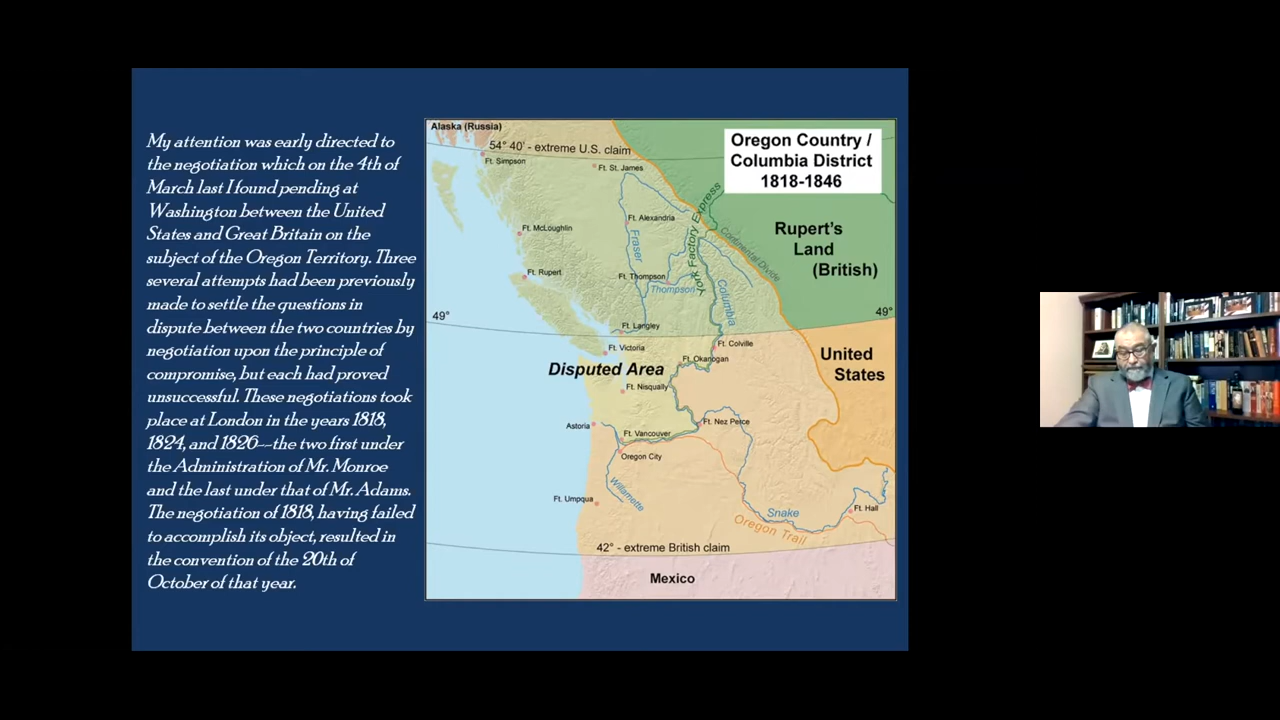 My attention was early directed to
the negotiation which on the 4th of
March last I found pending at
Washington between the United
States and Great Britain on the
subject of the Oregon Territory. Three
several attempts had been previously
made to settle the questions in
dispute between the two countries by
negotiation upon the principle of
compromise, but each had proved
unsuccessful. These negotiations took
place at London in the years 1818,
1824, and 1826—the two first under
the Administration of Mr. Monroe
and the last under that of Mr. Adams.
The negotiation of 1818, having failed
to accomplish its object, resulted in
the convention of the 20th of
October of that year.
Alaska (Russia)
54° 40' - extreme U.S. claim
Ft. Simpson
Ft. St. James
Oregon Country /
Columbia District
1818-1846
York Factory Express
Ft. Alexandria
Ft. McLoughlin
Fraser
Continental Divide
Rupert's
Land
(British)
Ft. Rupert
Ft. Thompson
Thompson
Columbia
49°
49°
Ft. Langley
Ft. Victoria
Ft. Colville
Ft. Okanogan
United
States
Disputed Area
Ft. Nisqually
Astoria
Ft. Vancouver
Ft. Nez Perce
Oregon City
Willamette
Ft. Umpqua
Snake
Ft. Hall
Oregon Trail
42° - extreme British claim
Mexico